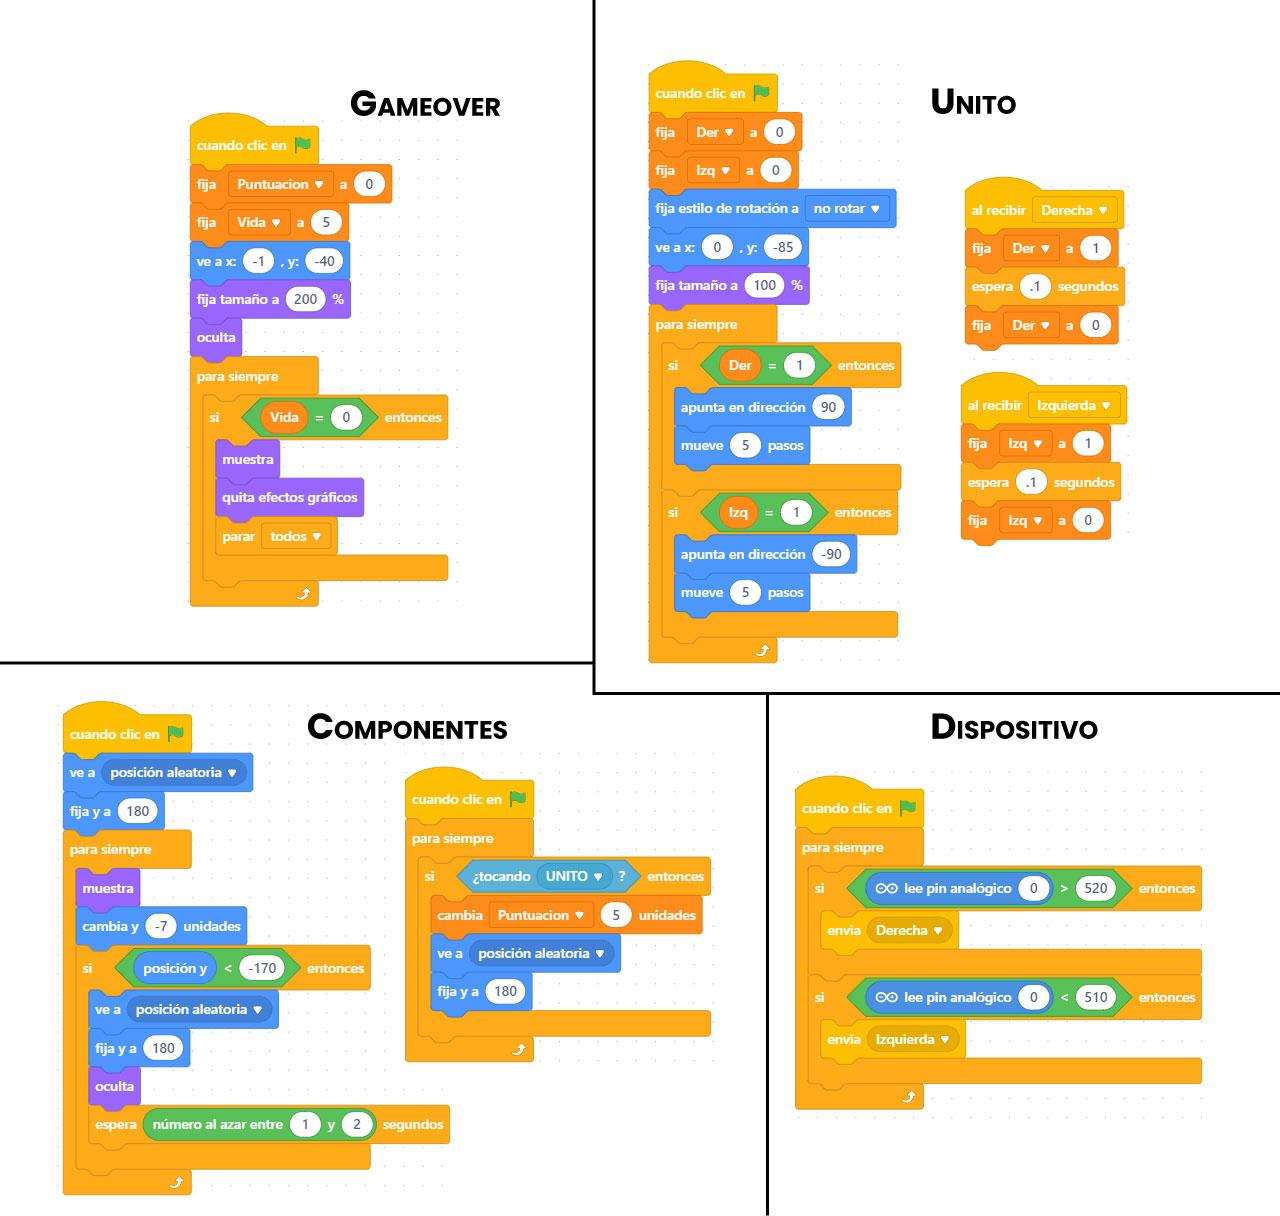 GAMEOVER
cuando clic en
fija Puntuacion a 0
fija Vida a 5
ve a x: -1 , y: -40
fija tamaño a 200 %
oculta
para siempre
si Vida = 0 entonces
muestra
quita efectos gráficos
parar todos
UNITO
cuando clic en
fija Der a 0
fija Izq a 0
fija estilo de rotación a no rotar
ve a x: 0 , y: -85
fija tamaño a 100 %
para siempre
si Der = 1 entonces
apunta en dirección 90
mueve 5 pasos
si Izq = 1 entonces
apunta en dirección -90
mueve 5 pasos
al recibir Derecha
fija Der a 1
espera .1 segundos
fija Der a 0
al recibir Izquierda
fija Izq a 1
espera .1 segundos
fija Izq a 0
COMPONENTES
cuando clic en
ve a posición aleatoria
fija y a 180
para siempre
muestra
cambia y -7 unidades
si posición y < -170 entonces
ve a posición aleatoria
fija y a 180
oculta
espera número al azar entre 1 y 2 segundos
cuando clic en
para siempre
si ¿tocando UNITO ? entonces
cambia Puntuacion 5 unidades
ve a posición aleatoria
fija y a 180
DISPOSITIVO
cuando clic en
para siempre
si lee pin analógico 0 > 520 entonces
envia Derecha
si lee pin analógico 0 < 510 entonces
envia Izquierda